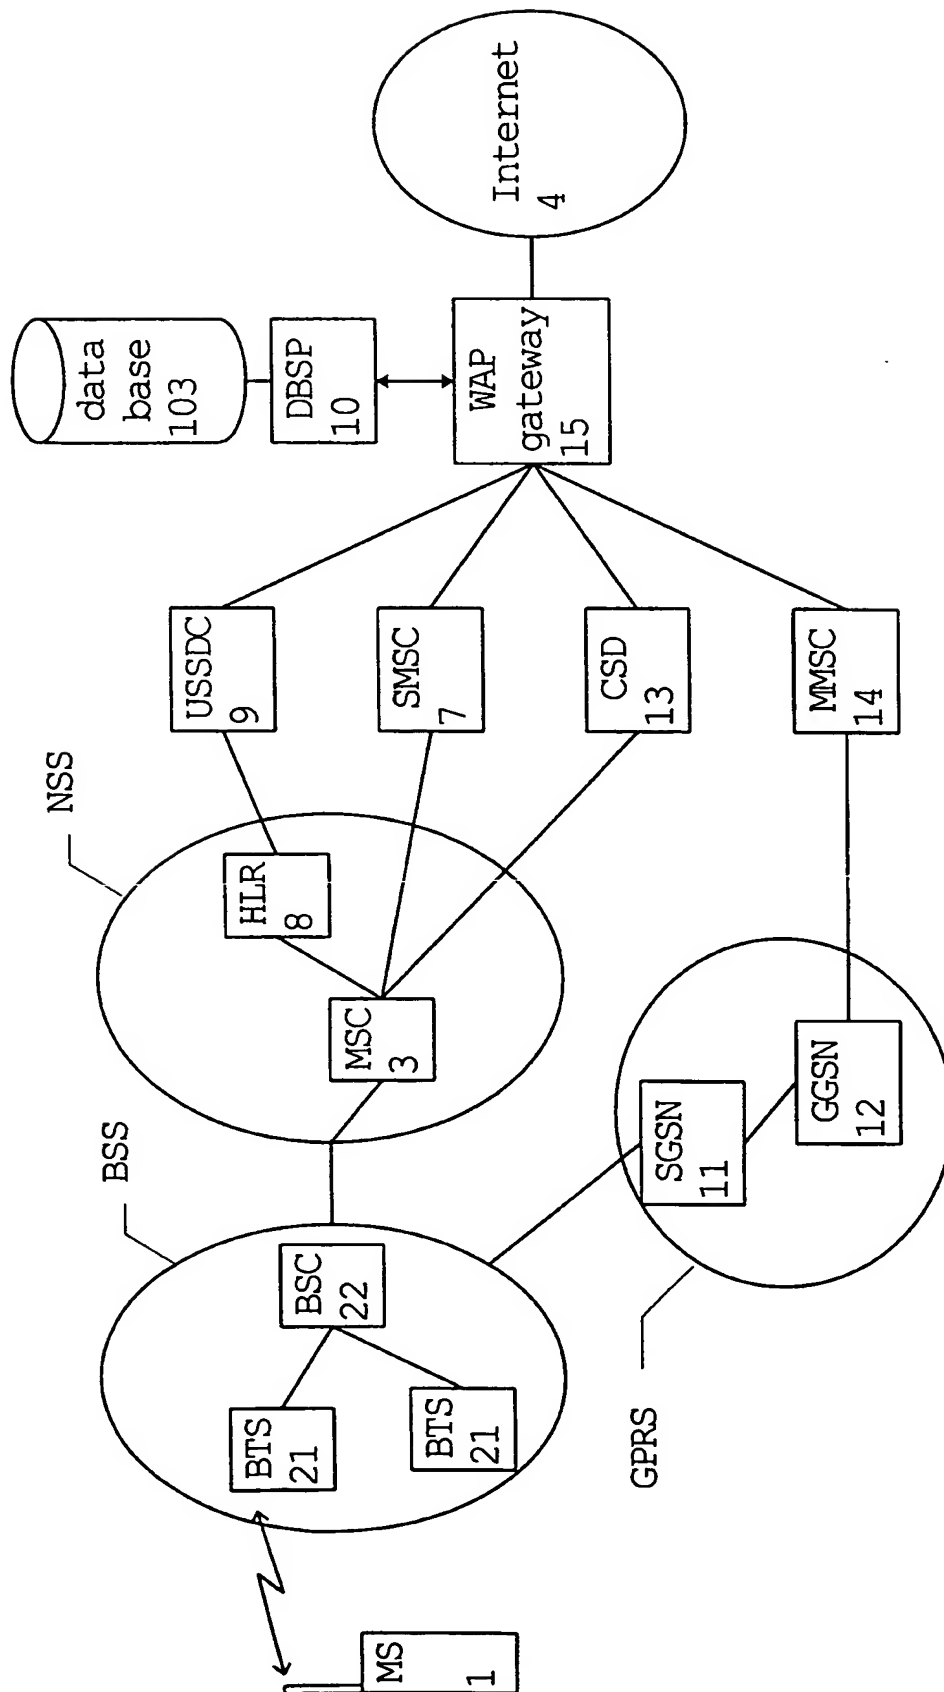 MS
1
BSS
BTS
21
BTS
21
BSC
22
NSS
MSC
3
HLR
8
GPRS
SGSN
11
GGSN
12
USSDC
9
SMSC
7
CSD
13
MMSC
14
data
base
103
DBSP
10
WAP
gateway
15
Internet
4